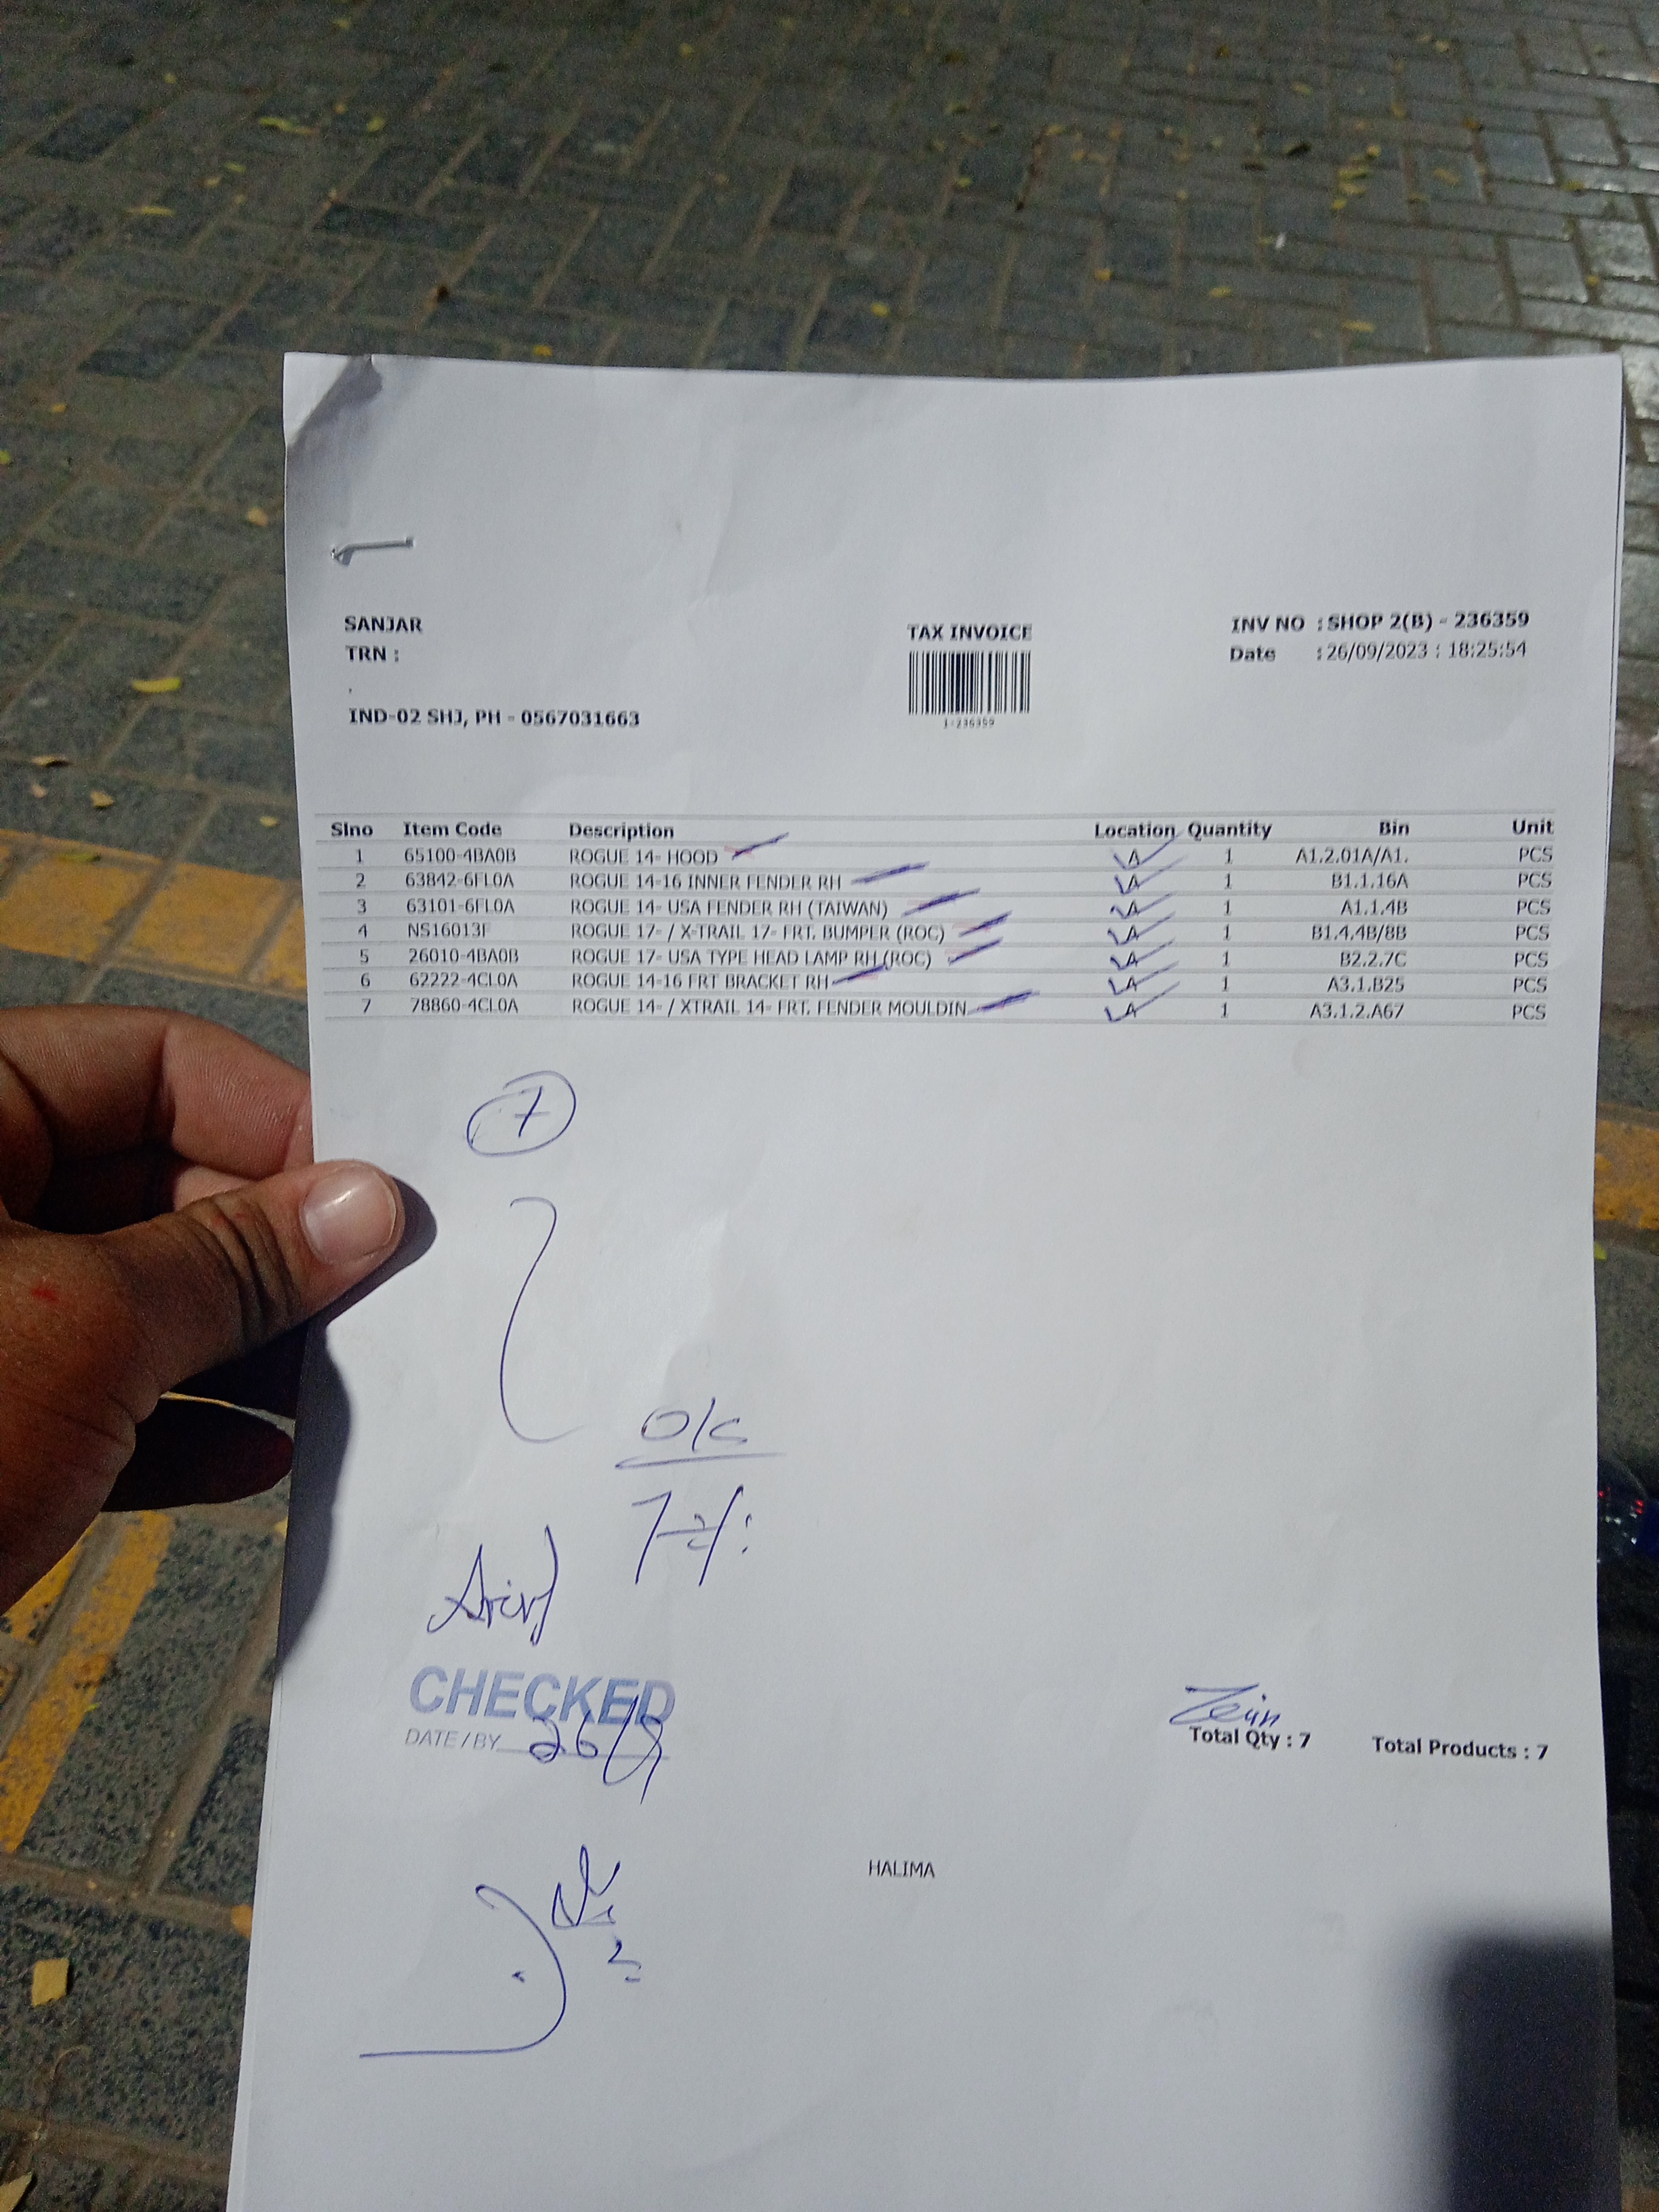 SANJAR
TRN :
.
IND-02 SHJ, PH - 0567031663
TAX INVOICE
1-236359
INV NO : SHOP 2(B) - 236359
Date : 26/09/2023 : 18:25:54
Slno Item Code Description Location Quantity Bin Unit
1 65100-4BA0B ROGUE 14- HOOD A 1 A1.2.01A/A1. PCS
2 63842-6FL0A ROGUE 14-16 INNER FENDER RH A 1 B1.1.16A PCS
3 63101-6FL0A ROGUE 14- USA FENDER RH (TAIWAN) A 1 A1.1.4B PCS
4 NS16013F ROGUE 17- / X-TRAIL 17- FRT. BUMPER (ROC) A 1 B1.4.4B/8B PCS
5 26010-4BA0B ROGUE 17- USA TYPE HEAD LAMP RH (ROC) A 1 B2.2.7C PCS
6 62222-4CL0A ROGUE 14-16 FRT BRACKET RH A 1 A3.1.B25 PCS
7 78860-4CL0A ROGUE 14- / XTRAIL 14- FRT. FENDER MOULDIN A 1 A3.1.2.A67 PCS
7
CHECKED
DATE / BY 26/9
Total Qty : 7 Total Products : 7
HALIMA